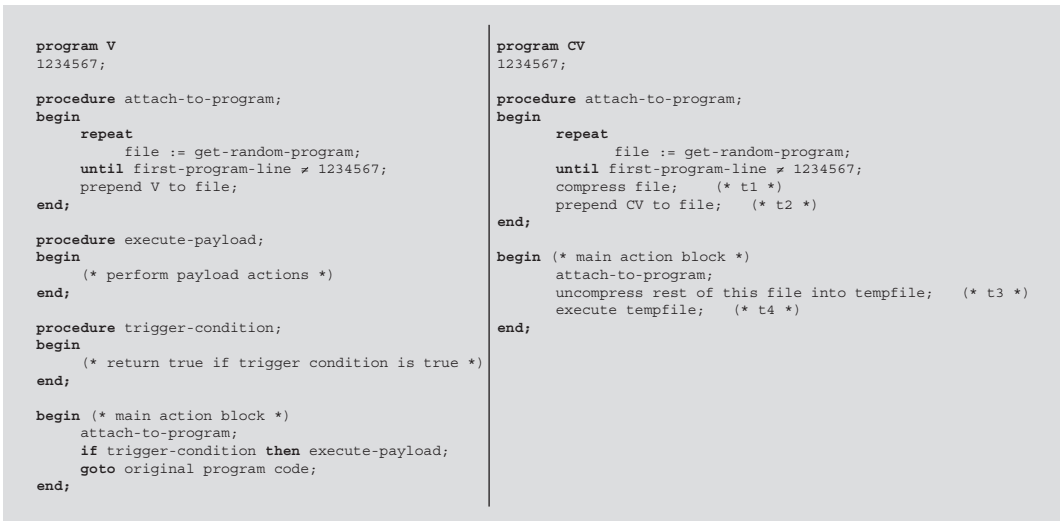 program V
1234567;
procedure attach-to-program;
begin
repeat
file := get-random-program;
until first-program-line ≠ 1234567;
prepend V to file;
end;
procedure execute-payload;
begin
(* perform payload actions *)
end;
procedure trigger-condition;
begin
(* return true if trigger condition is true *)
end;
begin (* main action block *)
attach-to-program;
if trigger-condition then execute-payload;
goto original program code;
end;
program CV
1234567;
procedure attach-to-program;
begin
repeat
file := get-random-program;
until first-program-line ≠ 1234567;
compress file; (* t1 *)
prepend CV to file; (* t2 *)
end;
begin (* main action block *)
attach-to-program;
uncompress rest of this file into tempfile; (* t3 *)
execute tempfile; (* t4 *)
end;